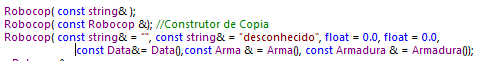 Robocop( const string& );
Robocop( const Robocop &); //Construtor de Copia
Robocop( const string& = "", const string& = "desconhecido", float = 0.0, float = 0.0,
const Data&= Data(),const Arma & = Arma(), const Armadura & = Armadura());